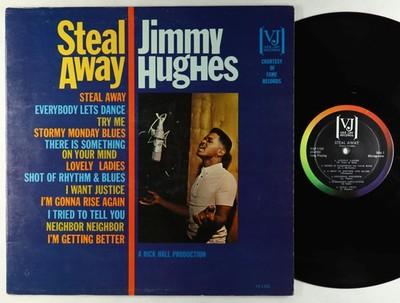 Steal
Away
Jimmy
Hughes
VJ
COURTESY
OF
FAME
RECORDS
STEAL AWAY
EVERYBODY LETS DANCE
TRY ME
STORMY MONDAY BLUES
THERE IS SOMETHING
ON YOUR MIND
LOVELY LADIES
SHOT OF RHYTHM & BLUES
I WANT JUSTICE
I'M GONNA RISE AGAIN
I TRIED TO TELL YOU
NEIGHBOR NEIGHBOR
I'M GETTING BETTER
A RICK HALL PRODUCTION
VJ
STEAL AWAY